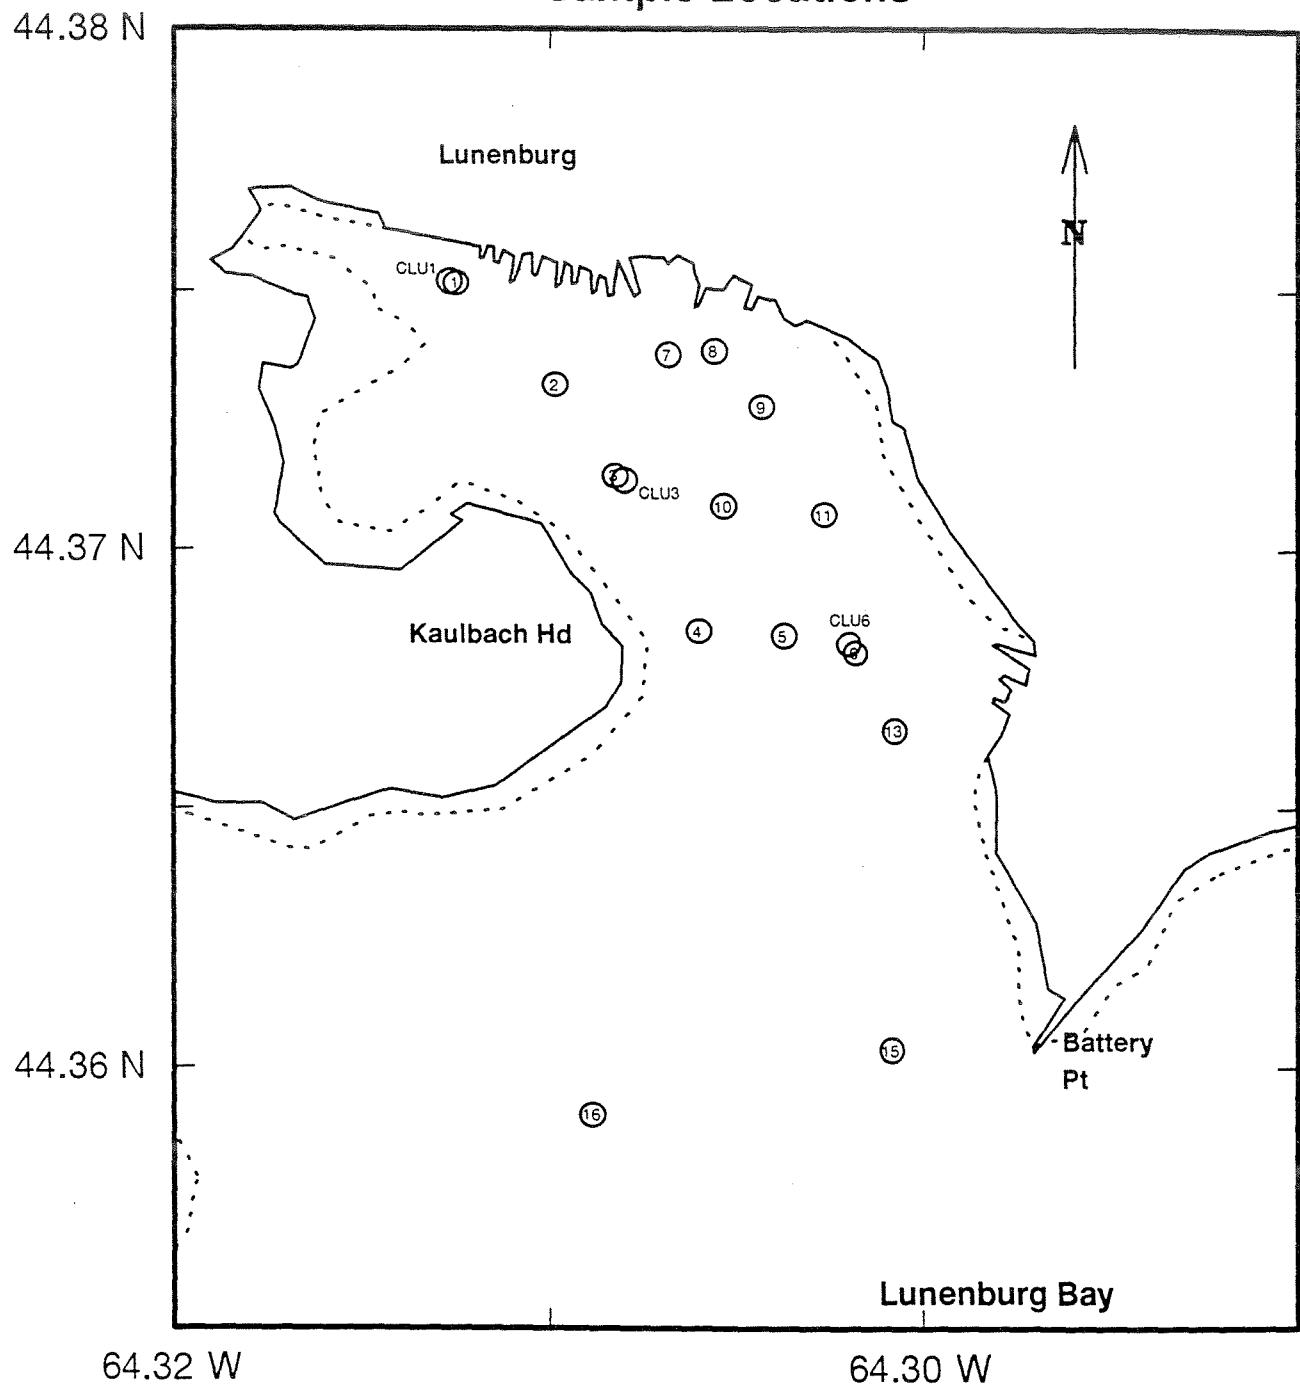 Sample Locations
44.38 N
Lunenburg
N
CLU1
1
7
8
2
9
3
CLU3
10
11
44.37 N
CLU6
Kaulbach Hd
4
5
6
13
44.36 N
15
Battery
Pt
16
Lunenburg Bay
64.32 W
64.30 W